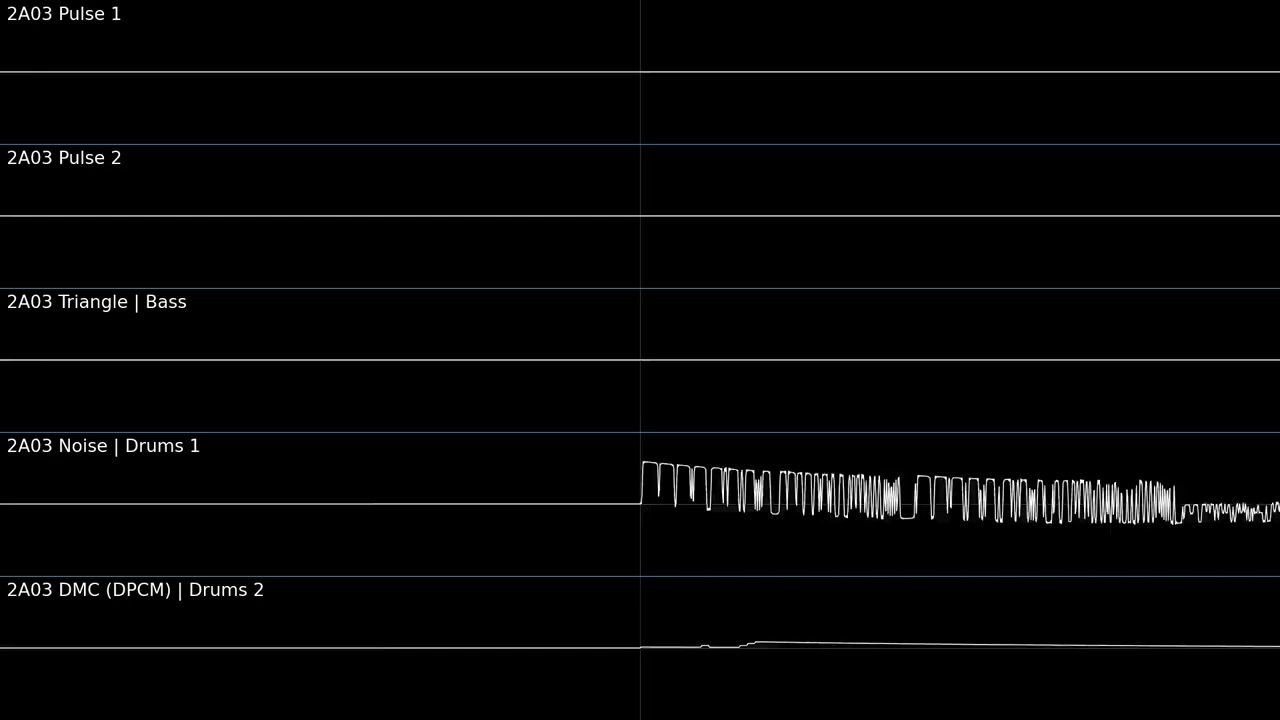 2A03 Pulse 1
2A03 Pulse 2
2A03 Triangle | Bass
2A03 Noise | Drums 1
2A03 DMC (DPCM) | Drums 2